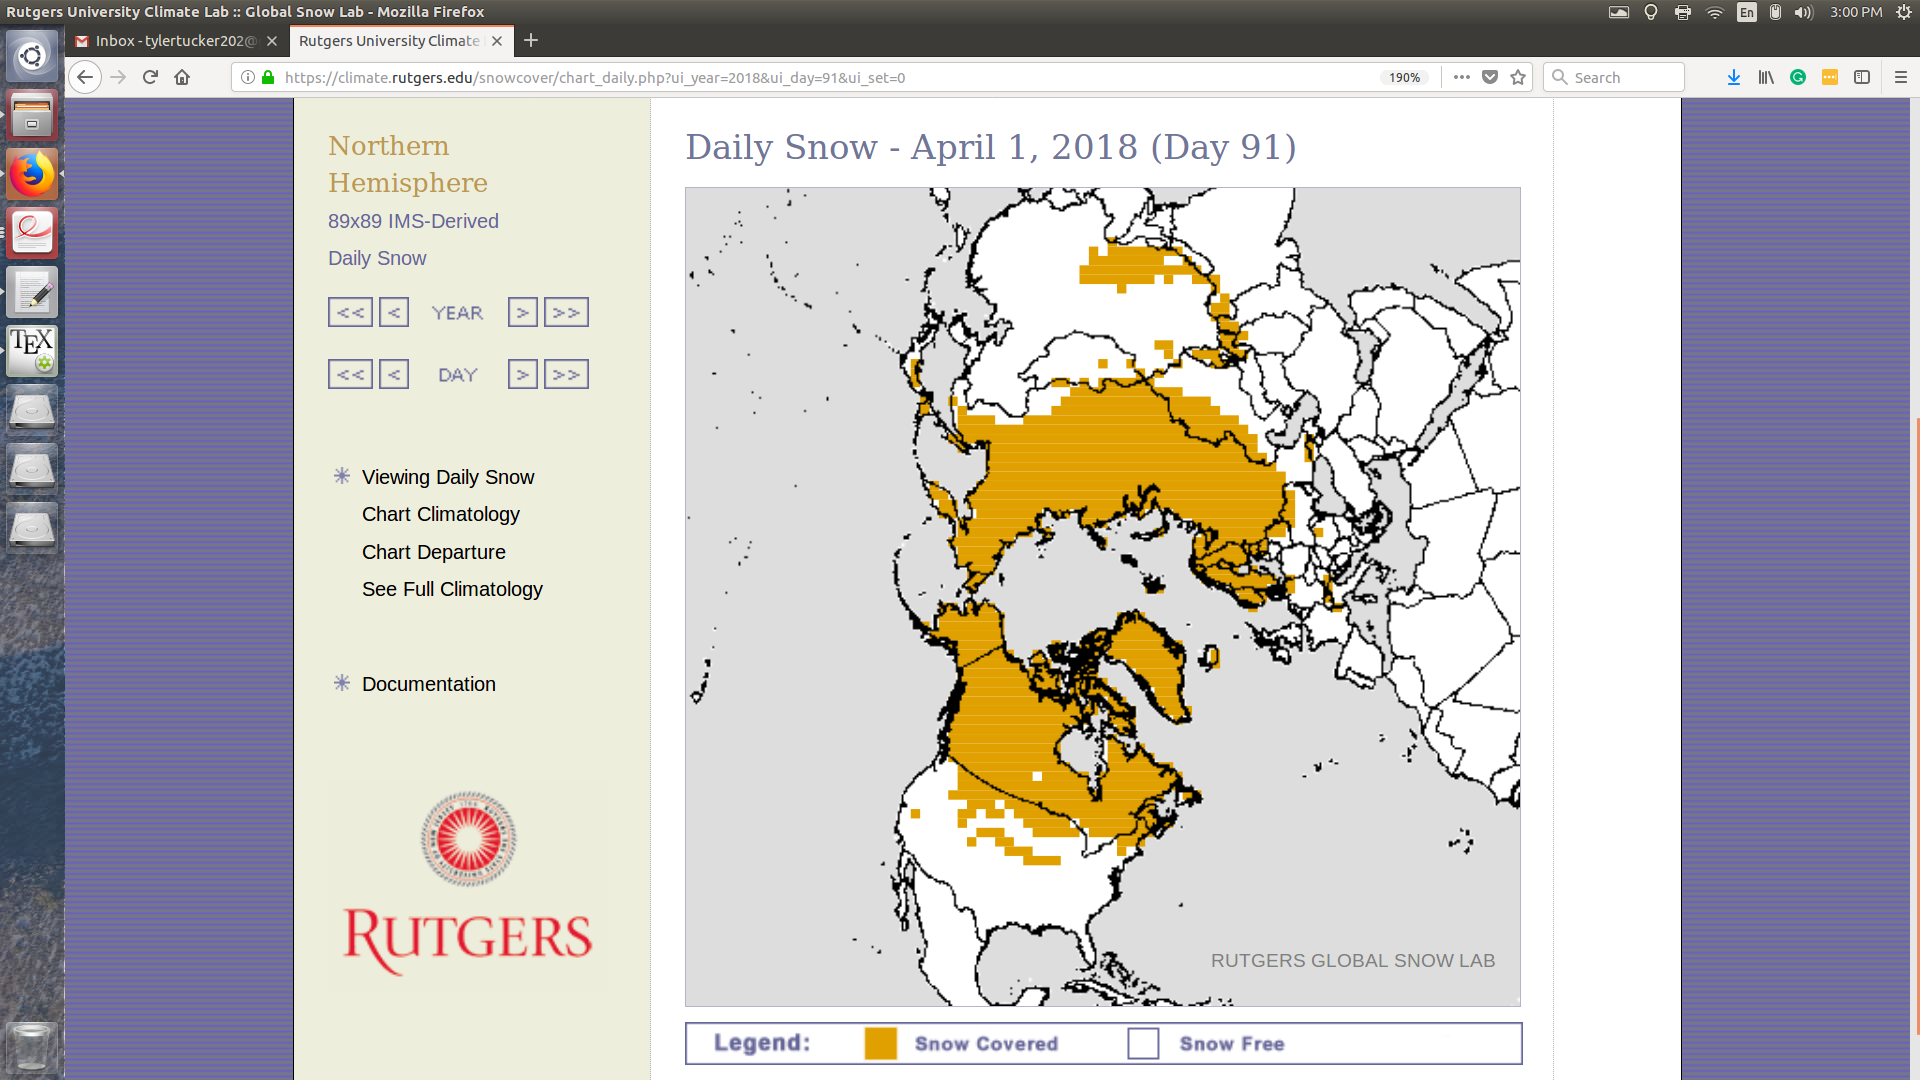 Rutgers University Climate Lab :: Global Snow Lab - Mozilla Firefox
En
3:00 PM
Inbox - tylertucker202@
Rutgers University Climate
https://climate.rutgers.edu/snowcover/chart_daily.php?ui_year=2018&ui_day=91&ui_set=0
190%
Search
Northern
Hemisphere
89x89 IMS-Derived
Daily Snow
<< < YEAR > >>
<< < DAY > >>
Viewing Daily Snow
Chart Climatology
Chart Departure
See Full Climatology
Documentation
RUTGERS
Daily Snow - April 1, 2018 (Day 91)
RUTGERS GLOBAL SNOW LAB
Legend: Snow Covered Snow Free
TEX